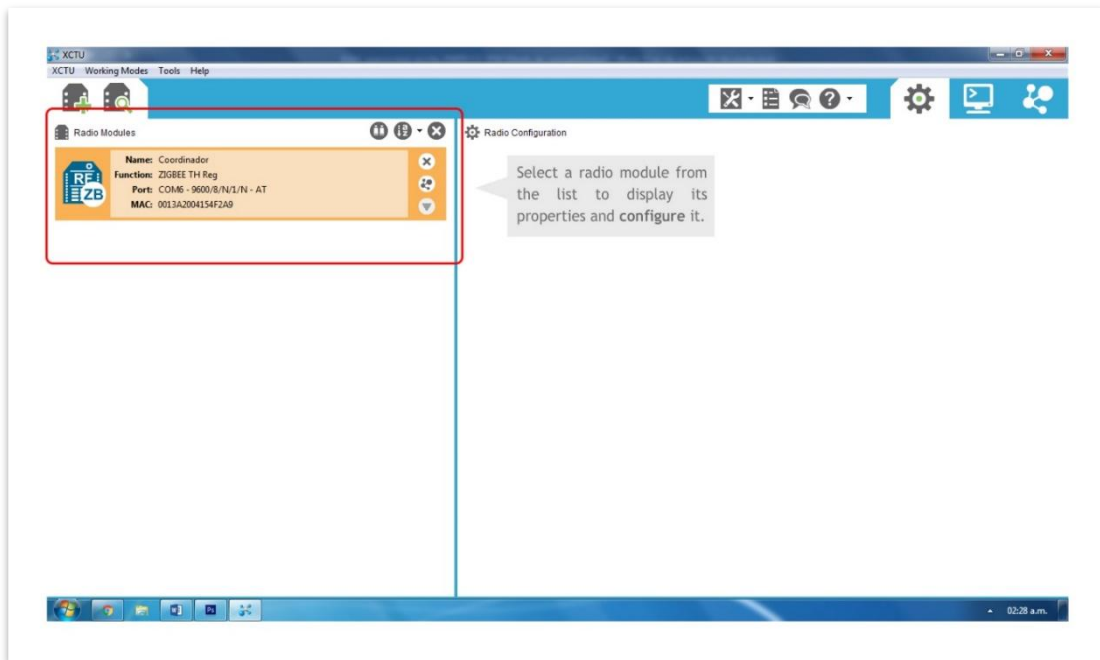 XCTU
XCTU Working Modes Tools Help
Radio Modules
Name: Coordinador
Function: ZIGBEE TH Reg
Port: COM6 - 9600/8/N/1/N - AT
MAC: 0013A2004154F2A9
RF
ZB
Radio Configuration
Select a radio module from
the list to display its
properties and configure it.
02:28 a.m.